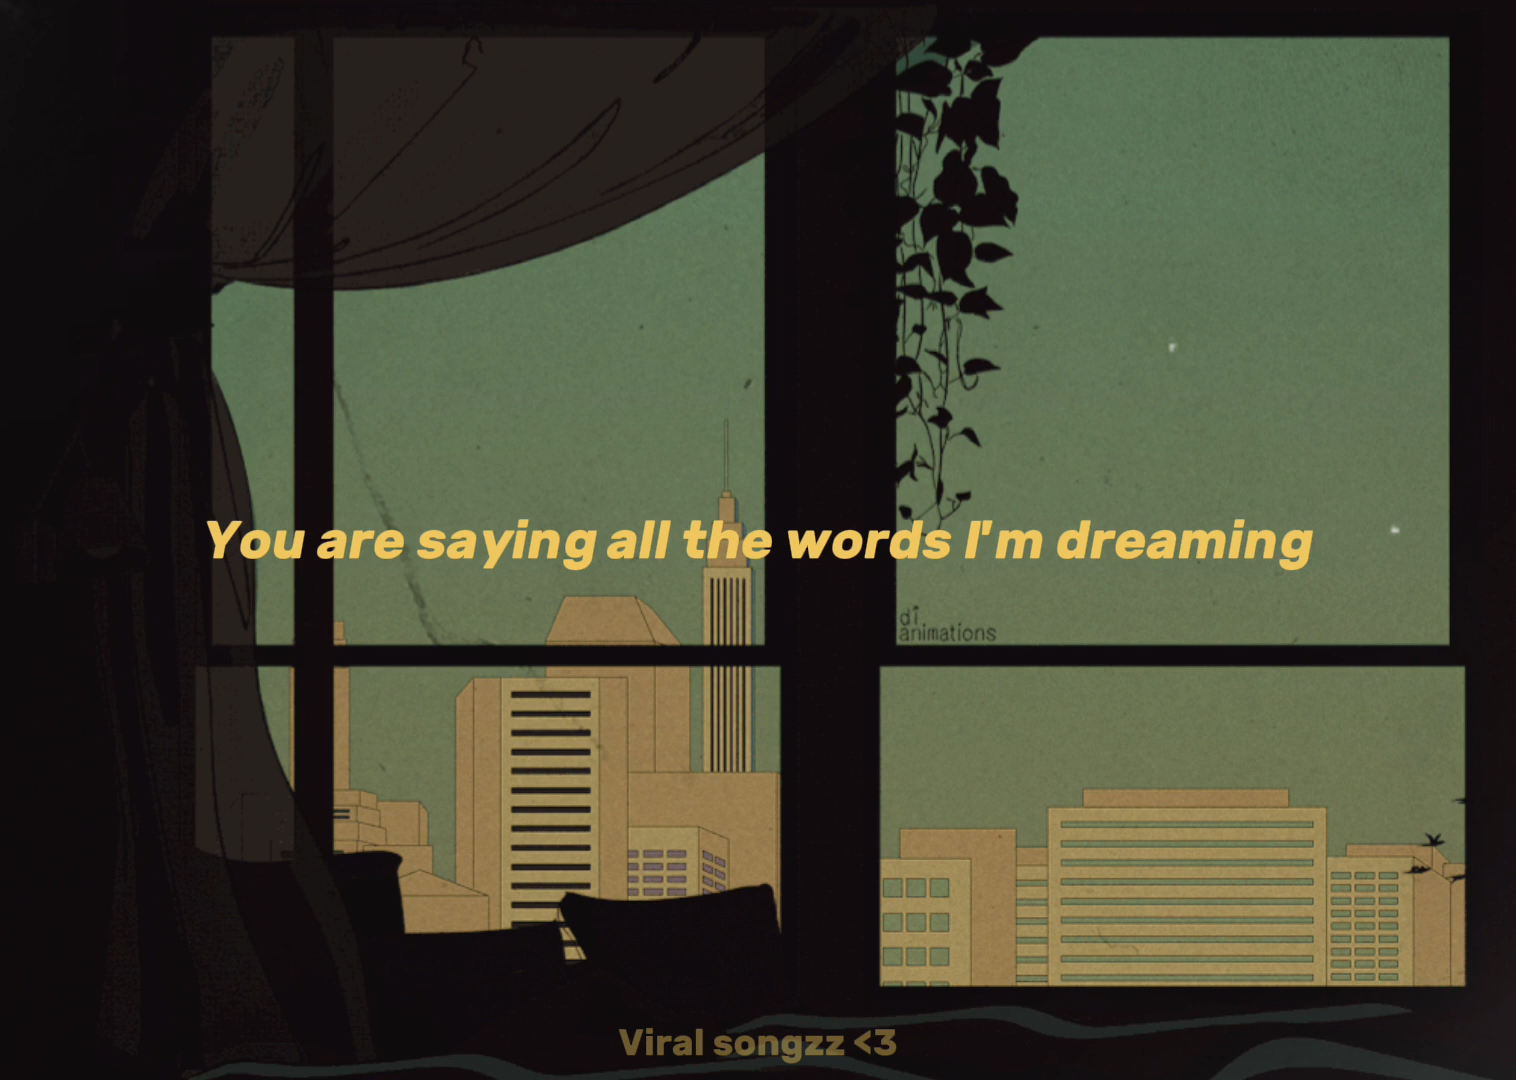 You are saying all the words I'm dreaming
di
animations
Viral songzz <3